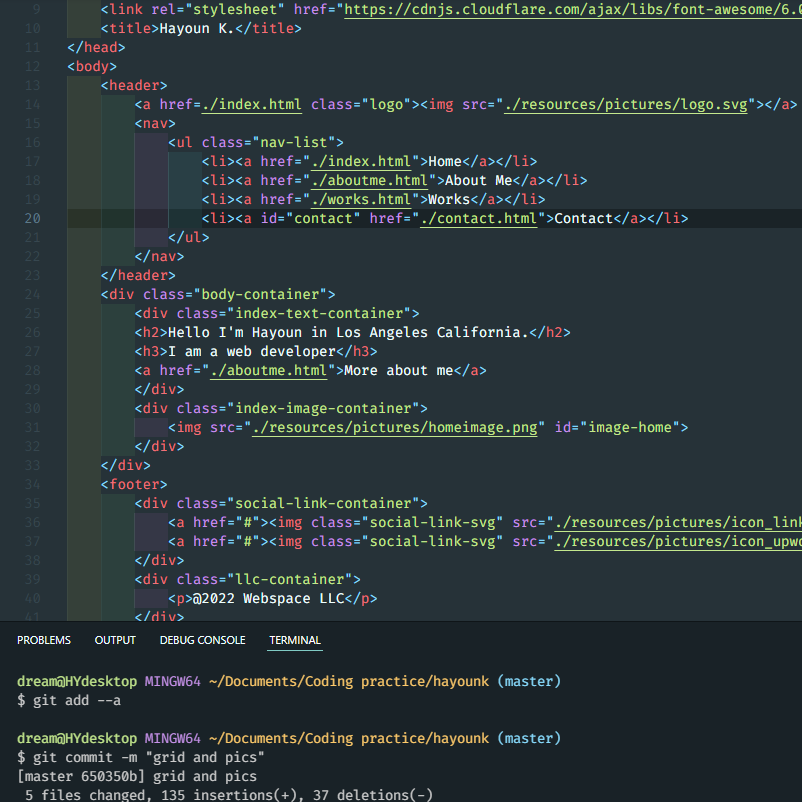 9 <link rel="stylesheet" href="https://cdnjs.cloudflare.com/ajax/libs/font-awesome/6.0
10 <title>Hayoun K.</title>
11 </head>
12 <body>
13 <header>
14 <a href=./index.html class="logo"><img src="./resources/pictures/logo.svg"></a>
15 <nav>
16 <ul class="nav-list">
17 <li><a href="./index.html">Home</a></li>
18 <li><a href="./aboutme.html">About Me</a></li>
19 <li><a href="./works.html">Works</a></li>
20 <li><a id="contact" href="./contact.html">Contact</a></li>
21 </ul>
22 </nav>
23 </header>
24 <div class="body-container">
25 <div class="index-text-container">
26 <h2>Hello I'm Hayoun in Los Angeles California.</h2>
27 <h3>I am a web developer</h3>
28 <a href="./aboutme.html">More about me</a>
29 </div>
30 <div class="index-image-container">
31 <img src="./resources/pictures/homeimage.png" id="image-home">
32 </div>
33 </div>
34 <footer>
35 <div class="social-link-container">
36 <a href="#"><img class="social-link-svg" src="./resources/pictures/icon_link
37 <a href="#"><img class="social-link-svg" src="./resources/pictures/icon_upwo
38 </div>
39 <div class="llc-container">
40 <p>@2022 Webspace LLC</p>
41 </div>
PROBLEMS OUTPUT DEBUG CONSOLE TERMINAL
dream@HYdesktop MINGW64 ~/Documents/Coding practice/hayounk (master)
$ git add --a
dream@HYdesktop MINGW64 ~/Documents/Coding practice/hayounk (master)
$ git commit -m "grid and pics"
[master 650350b] grid and pics
5 files changed, 135 insertions(+), 37 deletions(-)